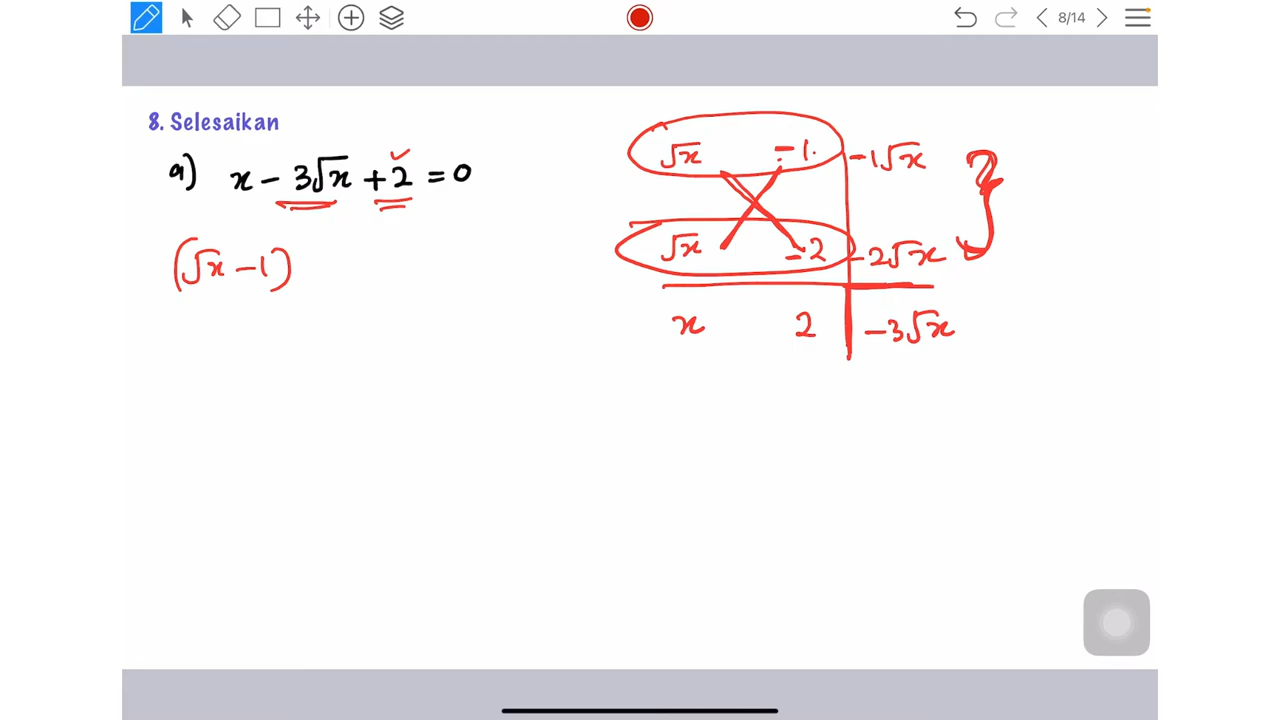 8/14
8. Selesaikan
a) x - 3√x + 2 = 0
(√x - 1)
√x - 1 -1√x
√x - 2 -2√x
x 2 -3√x